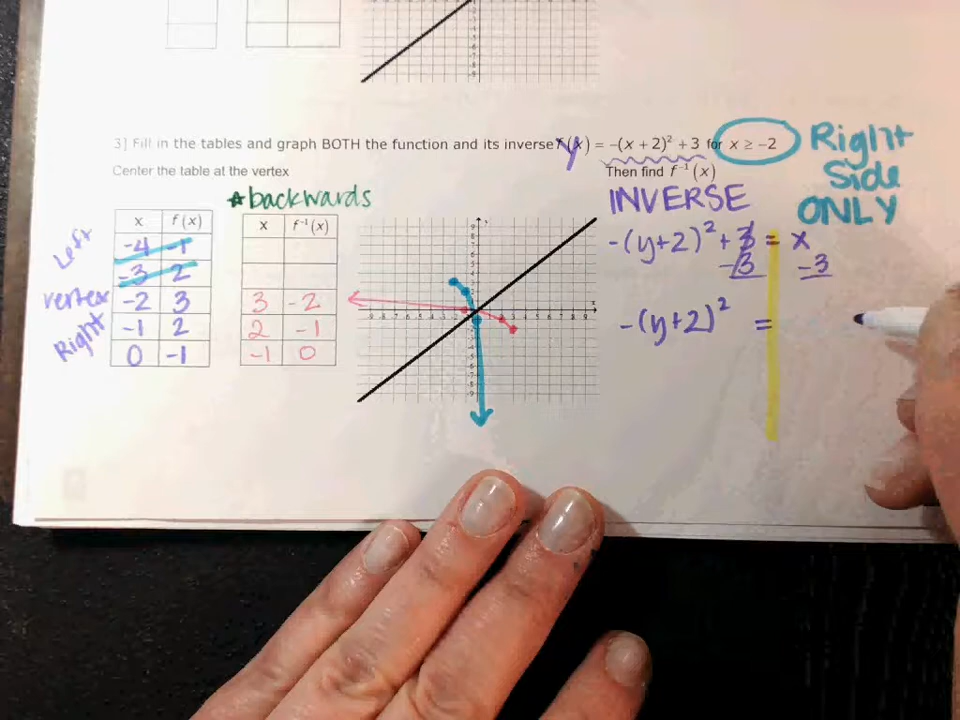 3] Fill in the tables and graph BOTH the function and its inverse! f(x) y = -(x + 2)² + 3 for x ≥ -2
Center the table at the vertex
Then find f⁻¹(x)
Right
Side
ONLY
*backwards
INVERSE
x f(x)
Left -4 -1
-3 2
vertex -2 3
Right -1 2
0 -1
x f⁻¹(x)
3 -2
2 -1
-1 0
-(y+2)² + 3 = x
-3 -3
-(y+2)² =